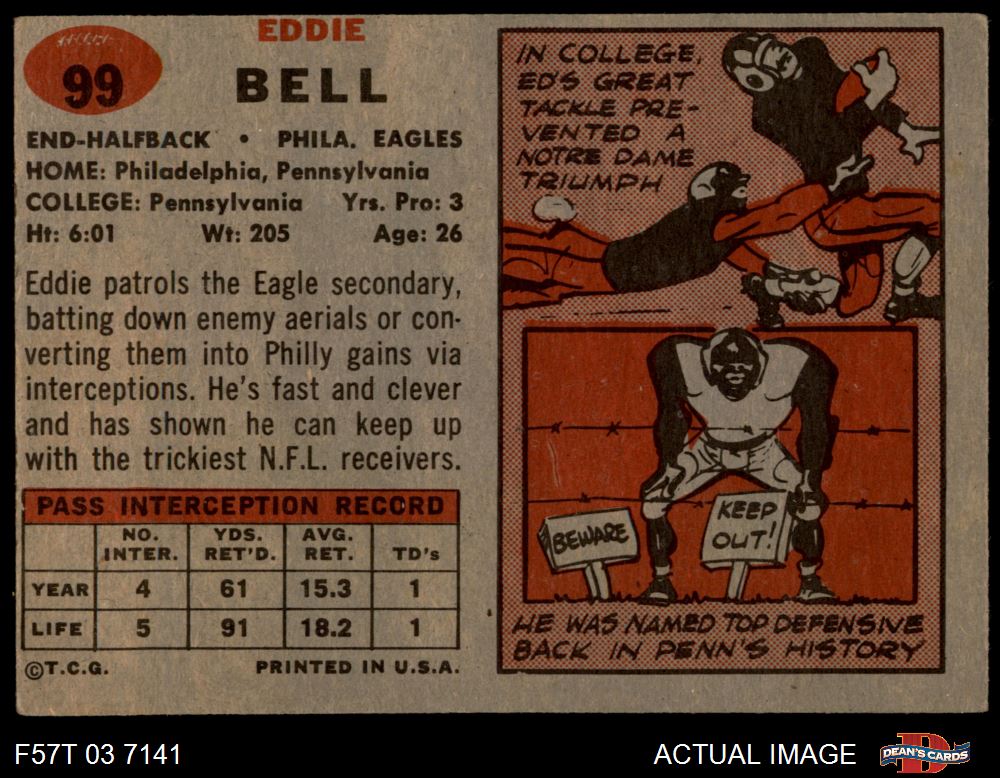 99
EDDIE
BELL
END-HALFBACK • PHILA. EAGLES
HOME: Philadelphia, Pennsylvania
COLLEGE: Pennsylvania Yrs. Pro: 3
Ht: 6:01 Wt: 205 Age: 26
Eddie patrols the Eagle secondary,
batting down enemy aerials or con-
verting them into Philly gains via
interceptions. He's fast and clever
and has shown he can keep up
with the trickiest N.F.L. receivers.
PASS INTERCEPTION RECORD
NO. INTER. YDS. RET'D. AVG. RET. TD's
YEAR 4 61 15.3 1
LIFE 5 91 18.2 1
©T.C.G. PRINTED IN U.S.A.
IN COLLEGE,
ED'S GREAT
TACKLE PRE-
VENTED A
NOTRE DAME
TRIUMPH
BEWARE
KEEP
OUT!
HE WAS NAMED TOP DEFENSIVE
BACK IN PENN'S HISTORY
F57T 03 7141
ACTUAL IMAGE
DEAN'S CARDS